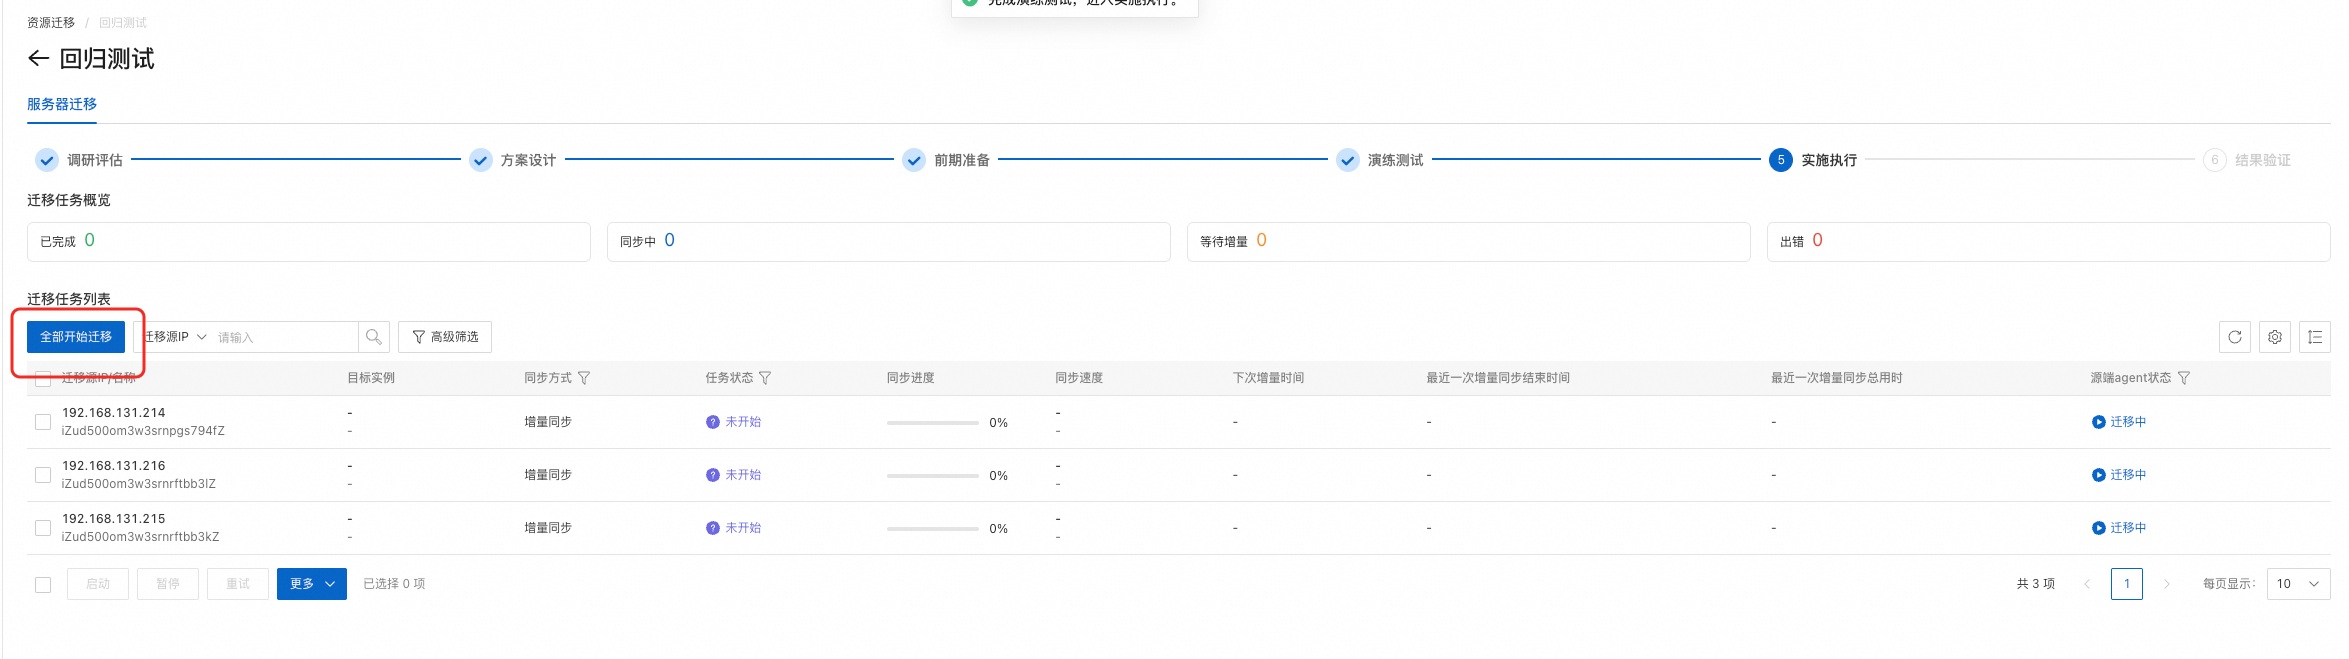 完成演练测试，进入实施执行。
资源迁移 / 回归测试
回归测试
服务器迁移
调研评估 方案设计 前期准备 演练测试 5 实施执行 6 结果验证
迁移任务概览
已完成 0 同步中 0 等待增量 0 出错 0
迁移任务列表
全部开始迁移 迁移源IP 请输入 高级筛选
迁移源IP/名称 目标实例 同步方式 任务状态 同步进度 同步速度 下次增量时间 最近一次增量同步结束时间 最近一次增量同步总用时 源端agent状态
192.168.131.214 - 增量同步 未开始 0% - - - - 迁移中
iZud500om3w3srnpgs794fZ - -
192.168.131.216 - 增量同步 未开始 0% - - - - 迁移中
iZud500om3w3srnrftbb3lZ - -
192.168.131.215 - 增量同步 未开始 0% - - - - 迁移中
iZud500om3w3srnrftbb3kZ - -
启动 暂停 重试 更多 已选择 0 项 共 3 项 1 每页显示: 10